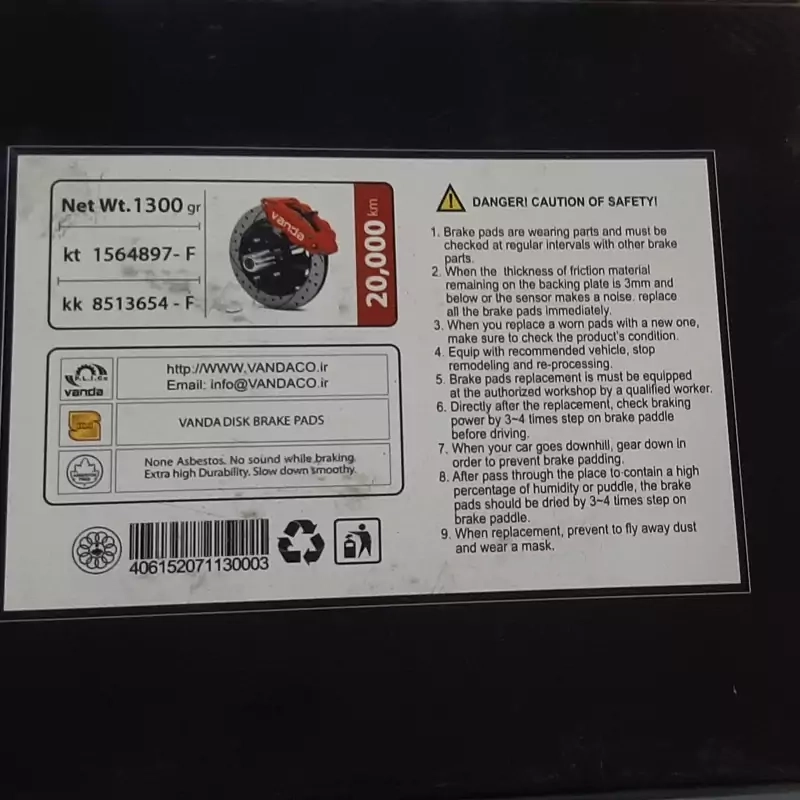 Net Wt. 1300 gr
kt 1564897- F
kk 8513654 - F
vanda
20,000 km
http://WWW.VANDACO.ir
Email: info@VANDACO.ir
vanda
VANDA DISK BRAKE PADS
None Asbestos. No sound while braking.
Extra high Durability. Slow down smoothy.
406152071130003
DANGER! CAUTION OF SAFETY!
1. Brake pads are wearing parts and must be
checked at regular intervals with other brake
parts.
2. When the thickness of friction material
remaining on the backing plate is 3mm and
below or the sensor makes a noise. replace
all the brake pads immediately.
3. When you replace a worn pads with a new one,
make sure to check the product's condition.
4. Equip with recommended vehicle, stop
remodeling and re-processing.
5. Brake pads replacement is must be equipped
at the authorized workshop by a qualified worker.
6. Directly after the replacement, check braking
power by 3~4 times step on brake paddle
before driving.
7. When your car goes downhill, gear down in
order to prevent brake padding.
8. After pass through the place to contain a high
percentage of humidity or puddle, the brake
pads should be dried by 3~4 times step on
brake paddle.
9. When replacement, prevent to fly away dust
and wear a mask.